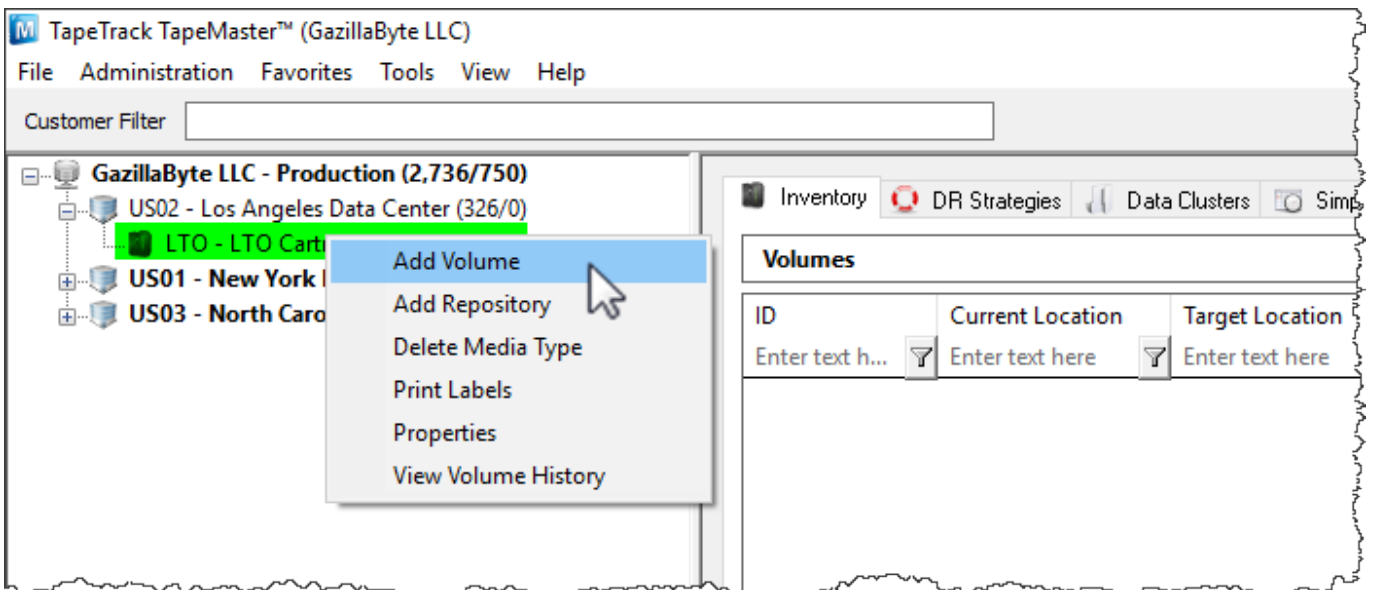 TapeTrack TapeMaster™ (GazillaByte LLC)
File Administration Favorites Tools View Help
Customer Filter
GazillaByte LLC - Production (2,736/750)
US02 - Los Angeles Data Center (326/0)
LTO - LTO Cart
US01 - New York
US03 - North Caro
Add Volume
Add Repository
Delete Media Type
Print Labels
Properties
View Volume History
Inventory DR Strategies Data Clusters Simp
Volumes
ID Current Location Target Location
Enter text h... Enter text here Enter text here